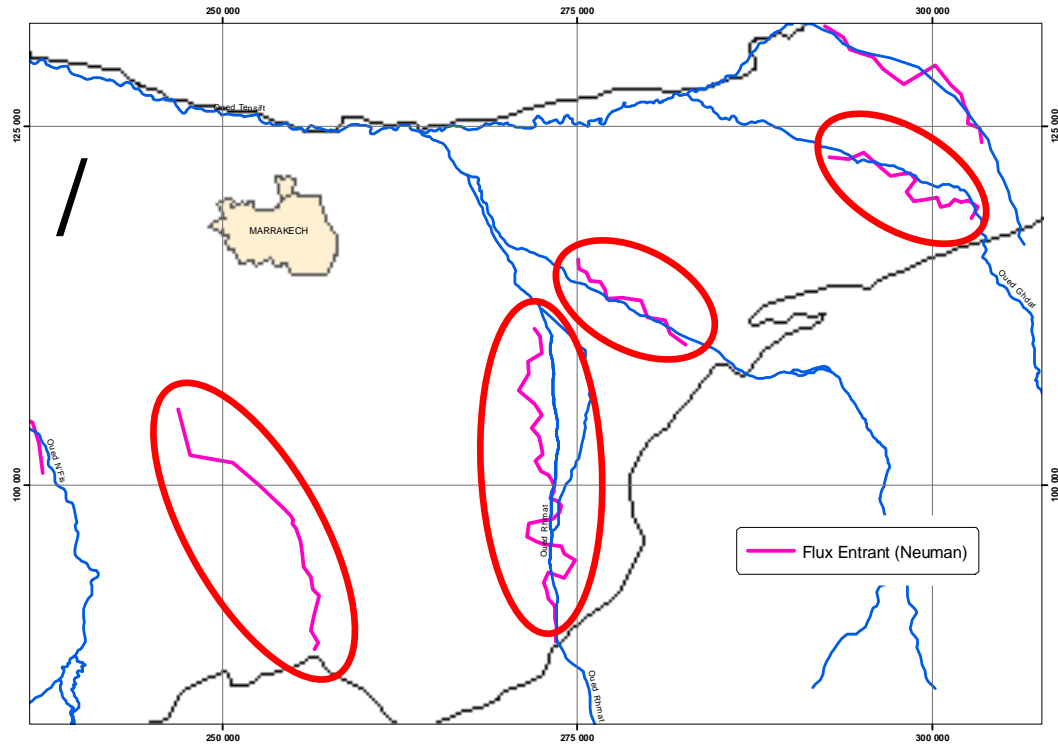 250 000
275 000
300 000
125 000
125 000
Oued Tensift
MARRAKECH
Oued Ghdat
Oued N'Fis
100 000
100 000
Oued Rhmat
Flux Entrant (Neuman)
Oued Rhmat
250 000
275 000
300 000